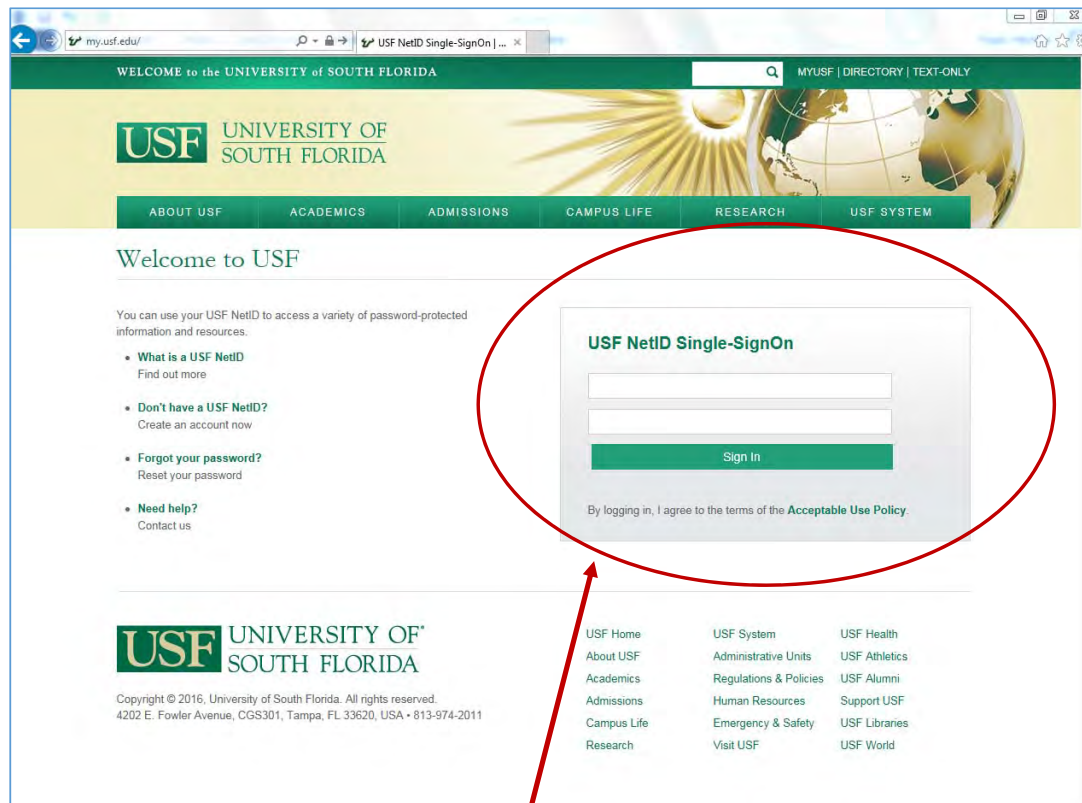 my.usf.edu/
USF NetID Single-SignOn | ...
WELCOME to the UNIVERSITY of SOUTH FLORIDA
MYUSF | DIRECTORY | TEXT-ONLY
USF UNIVERSITY OF
SOUTH FLORIDA
ABOUT USF ACADEMICS ADMISSIONS CAMPUS LIFE RESEARCH USF SYSTEM
Welcome to USF
You can use your USF NetID to access a variety of password-protected
information and resources.
• What is a USF NetID
Find out more
• Don't have a USF NetID?
Create an account now
• Forgot your password?
Reset your password
• Need help?
Contact us
USF NetID Single-SignOn
Sign In
By logging in, I agree to the terms of the Acceptable Use Policy.
USF UNIVERSITY OF®
SOUTH FLORIDA
Copyright © 2016, University of South Florida. All rights reserved.
4202 E. Fowler Avenue, CGS301, Tampa, FL 33620, USA • 813-974-2011
USF Home
About USF
Academics
Admissions
Campus Life
Research
USF System
Administrative Units
Regulations & Policies
Human Resources
Emergency & Safety
Visit USF
USF Health
USF Athletics
USF Alumni
Support USF
USF Libraries
USF World